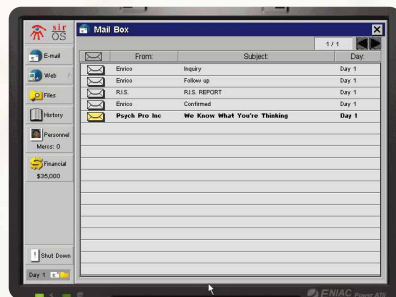 sir
OS
Mail Box
1 / 1
From:
Subject:
Day:
E-mail
Web
Files
History
Personnel
Mercs: 0
Financial
$35,000
Shut Down
Day: 1
Enrico Inquiry Day 1
Enrico Follow up Day 1
R.I.S. R.I.S. REPORT Day 1
Enrico Confirmed Day 1
Psych Pro Inc We Know What You're Thinking Day 1
ENIAC Power ATX